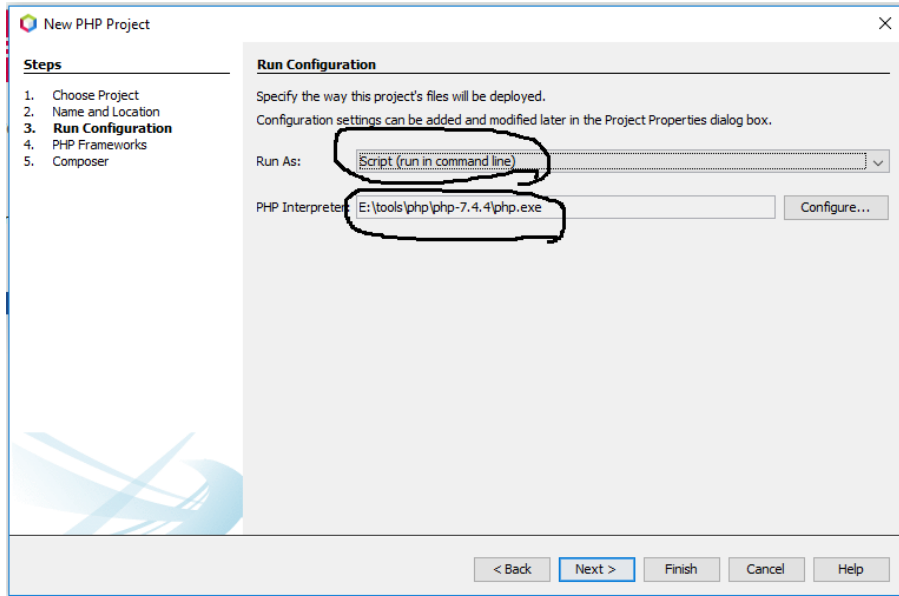 New PHP Project
Steps
1. Choose Project
2. Name and Location
3. Run Configuration
4. PHP Frameworks
5. Composer
Run Configuration
Specify the way this project's files will be deployed.
Configuration settings can be added and modified later in the Project Properties dialog box.
Run As: Script (run in command line)
PHP Interpreter: E:\tools\php\php-7.4.4\php.exe Configure...
< Back Next > Finish Cancel Help